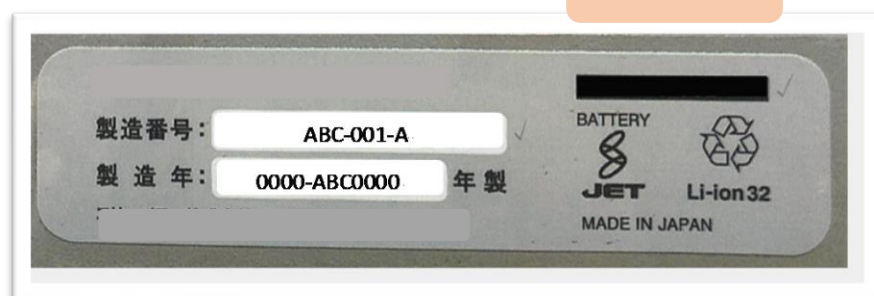 製造番号: ABC-001-A
製造年: 0000-ABC0000 年製
BATTERY
JET
Li-ion32
MADE IN JAPAN